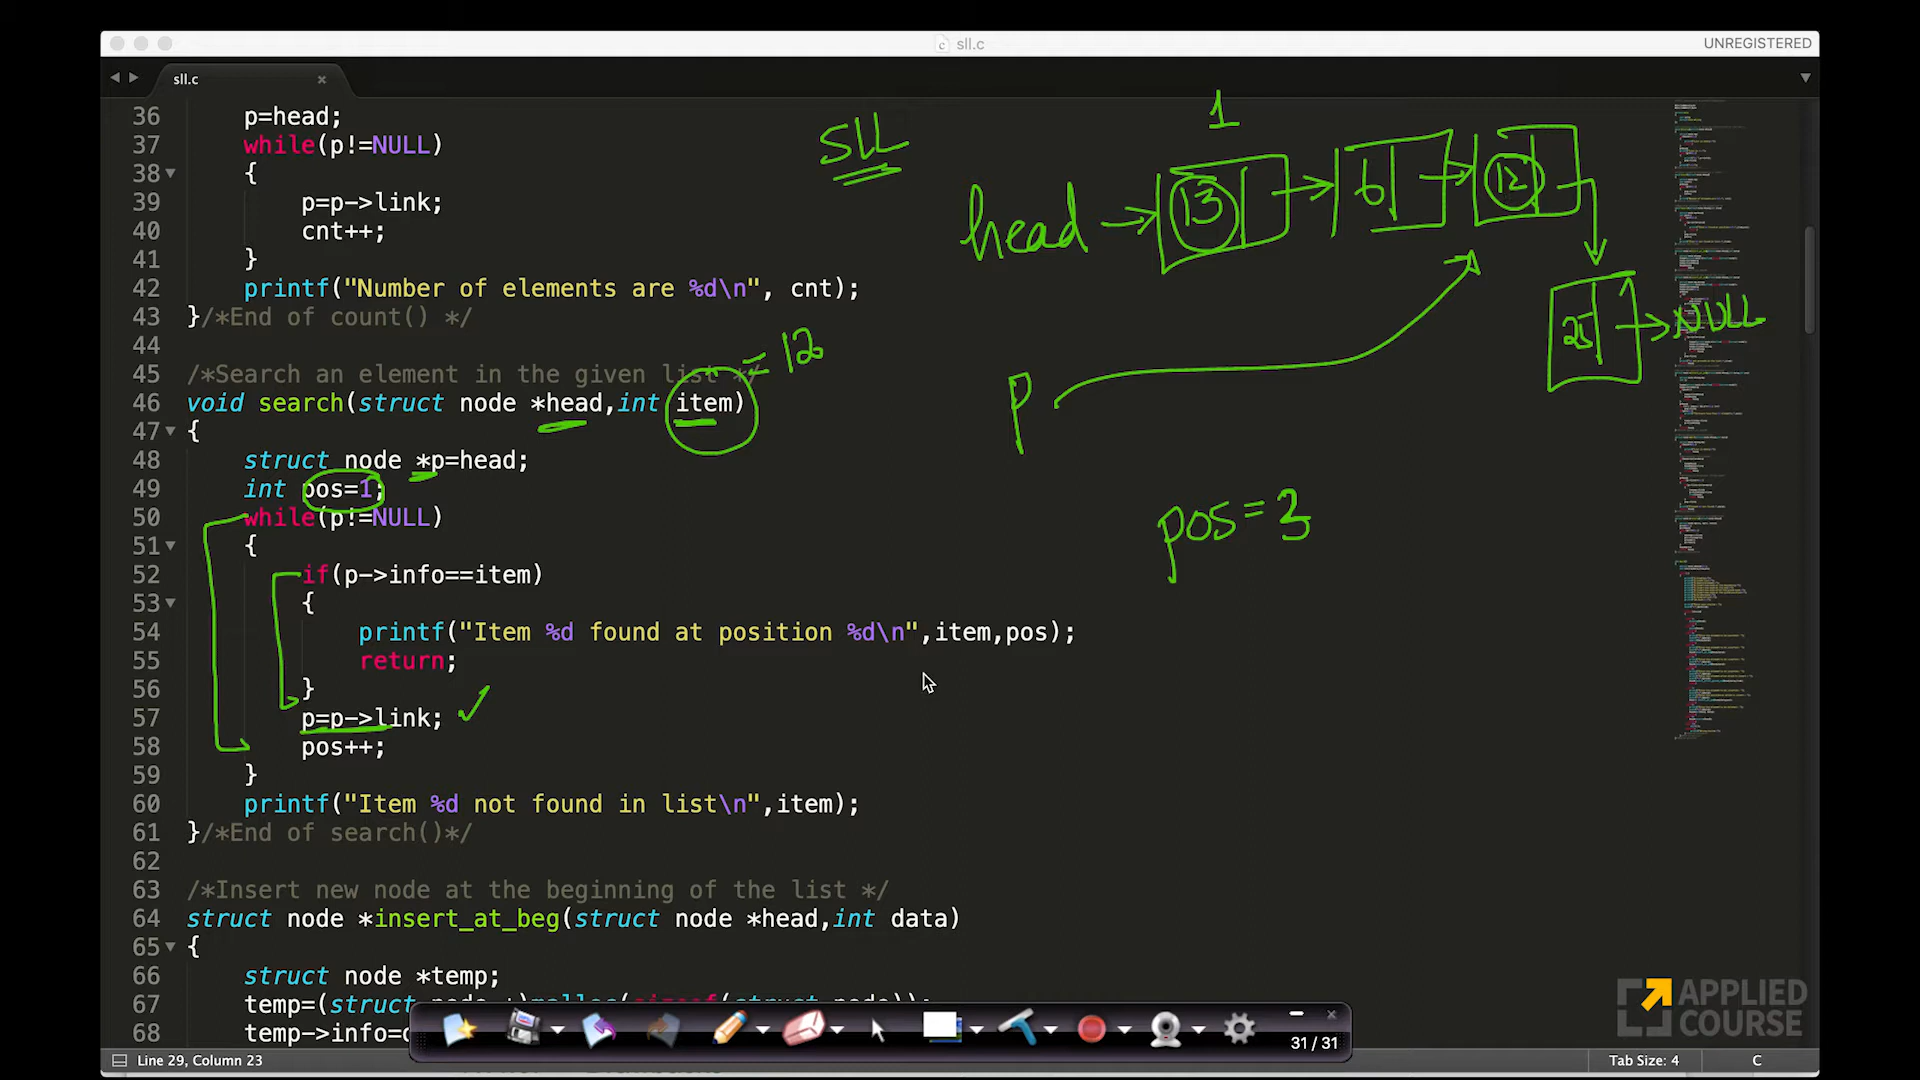 sll.c
UNREGISTERED
sll.c
36 p=head;
37 while(p!=NULL)
38 {
39 p=p->link;
40 cnt++;
41 }
42 printf("Number of elements are %d\n", cnt);
43 }/*End of count() */
44
45 /*Search an element in the given list */
46 void search(struct node *head,int item)
47 {
48 struct node *p=head;
49 int pos=1;
50 while(p!=NULL)
51 {
52 if(p->info==item)
53 {
54 printf("Item %d found at position %d\n",item,pos);
55 return;
56 }
57 p=p->link;
58 pos++;
59 }
60 printf("Item %d not found in list\n",item);
61 }/*End of search()*/
62
63 /*Insert new node at the beginning of the list */
64 struct node *insert_at_beg(struct node *head,int data)
65 {
66 struct node *temp;
67 temp=(struct node *)malloc(sizeof(struct node));
68 temp->info=
SLL
1
head
13
6
12
25
NULL
= 12
p
pos=3
APPLIED
COURSE
31 / 31
Line 29, Column 23
Tab Size: 4
C